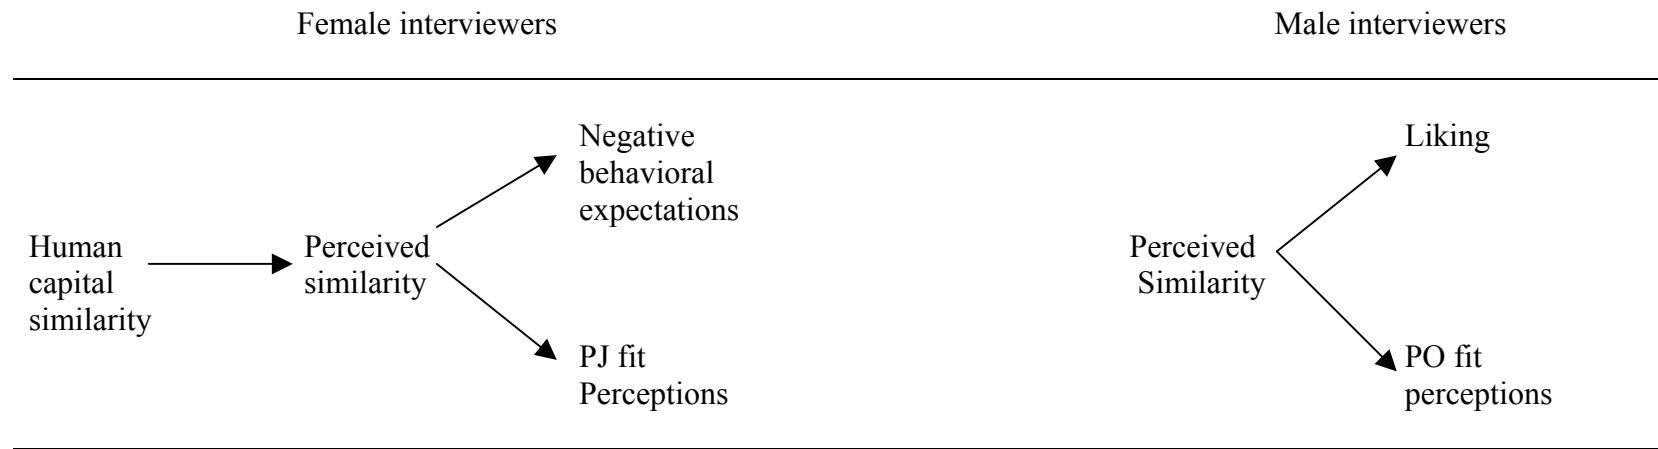 Female interviewers
Male interviewers
Negative
behavioral
expectations
Human
capital
similarity
Perceived
similarity
PJ fit
Perceptions
Liking
Perceived
Similarity
PO fit
perceptions